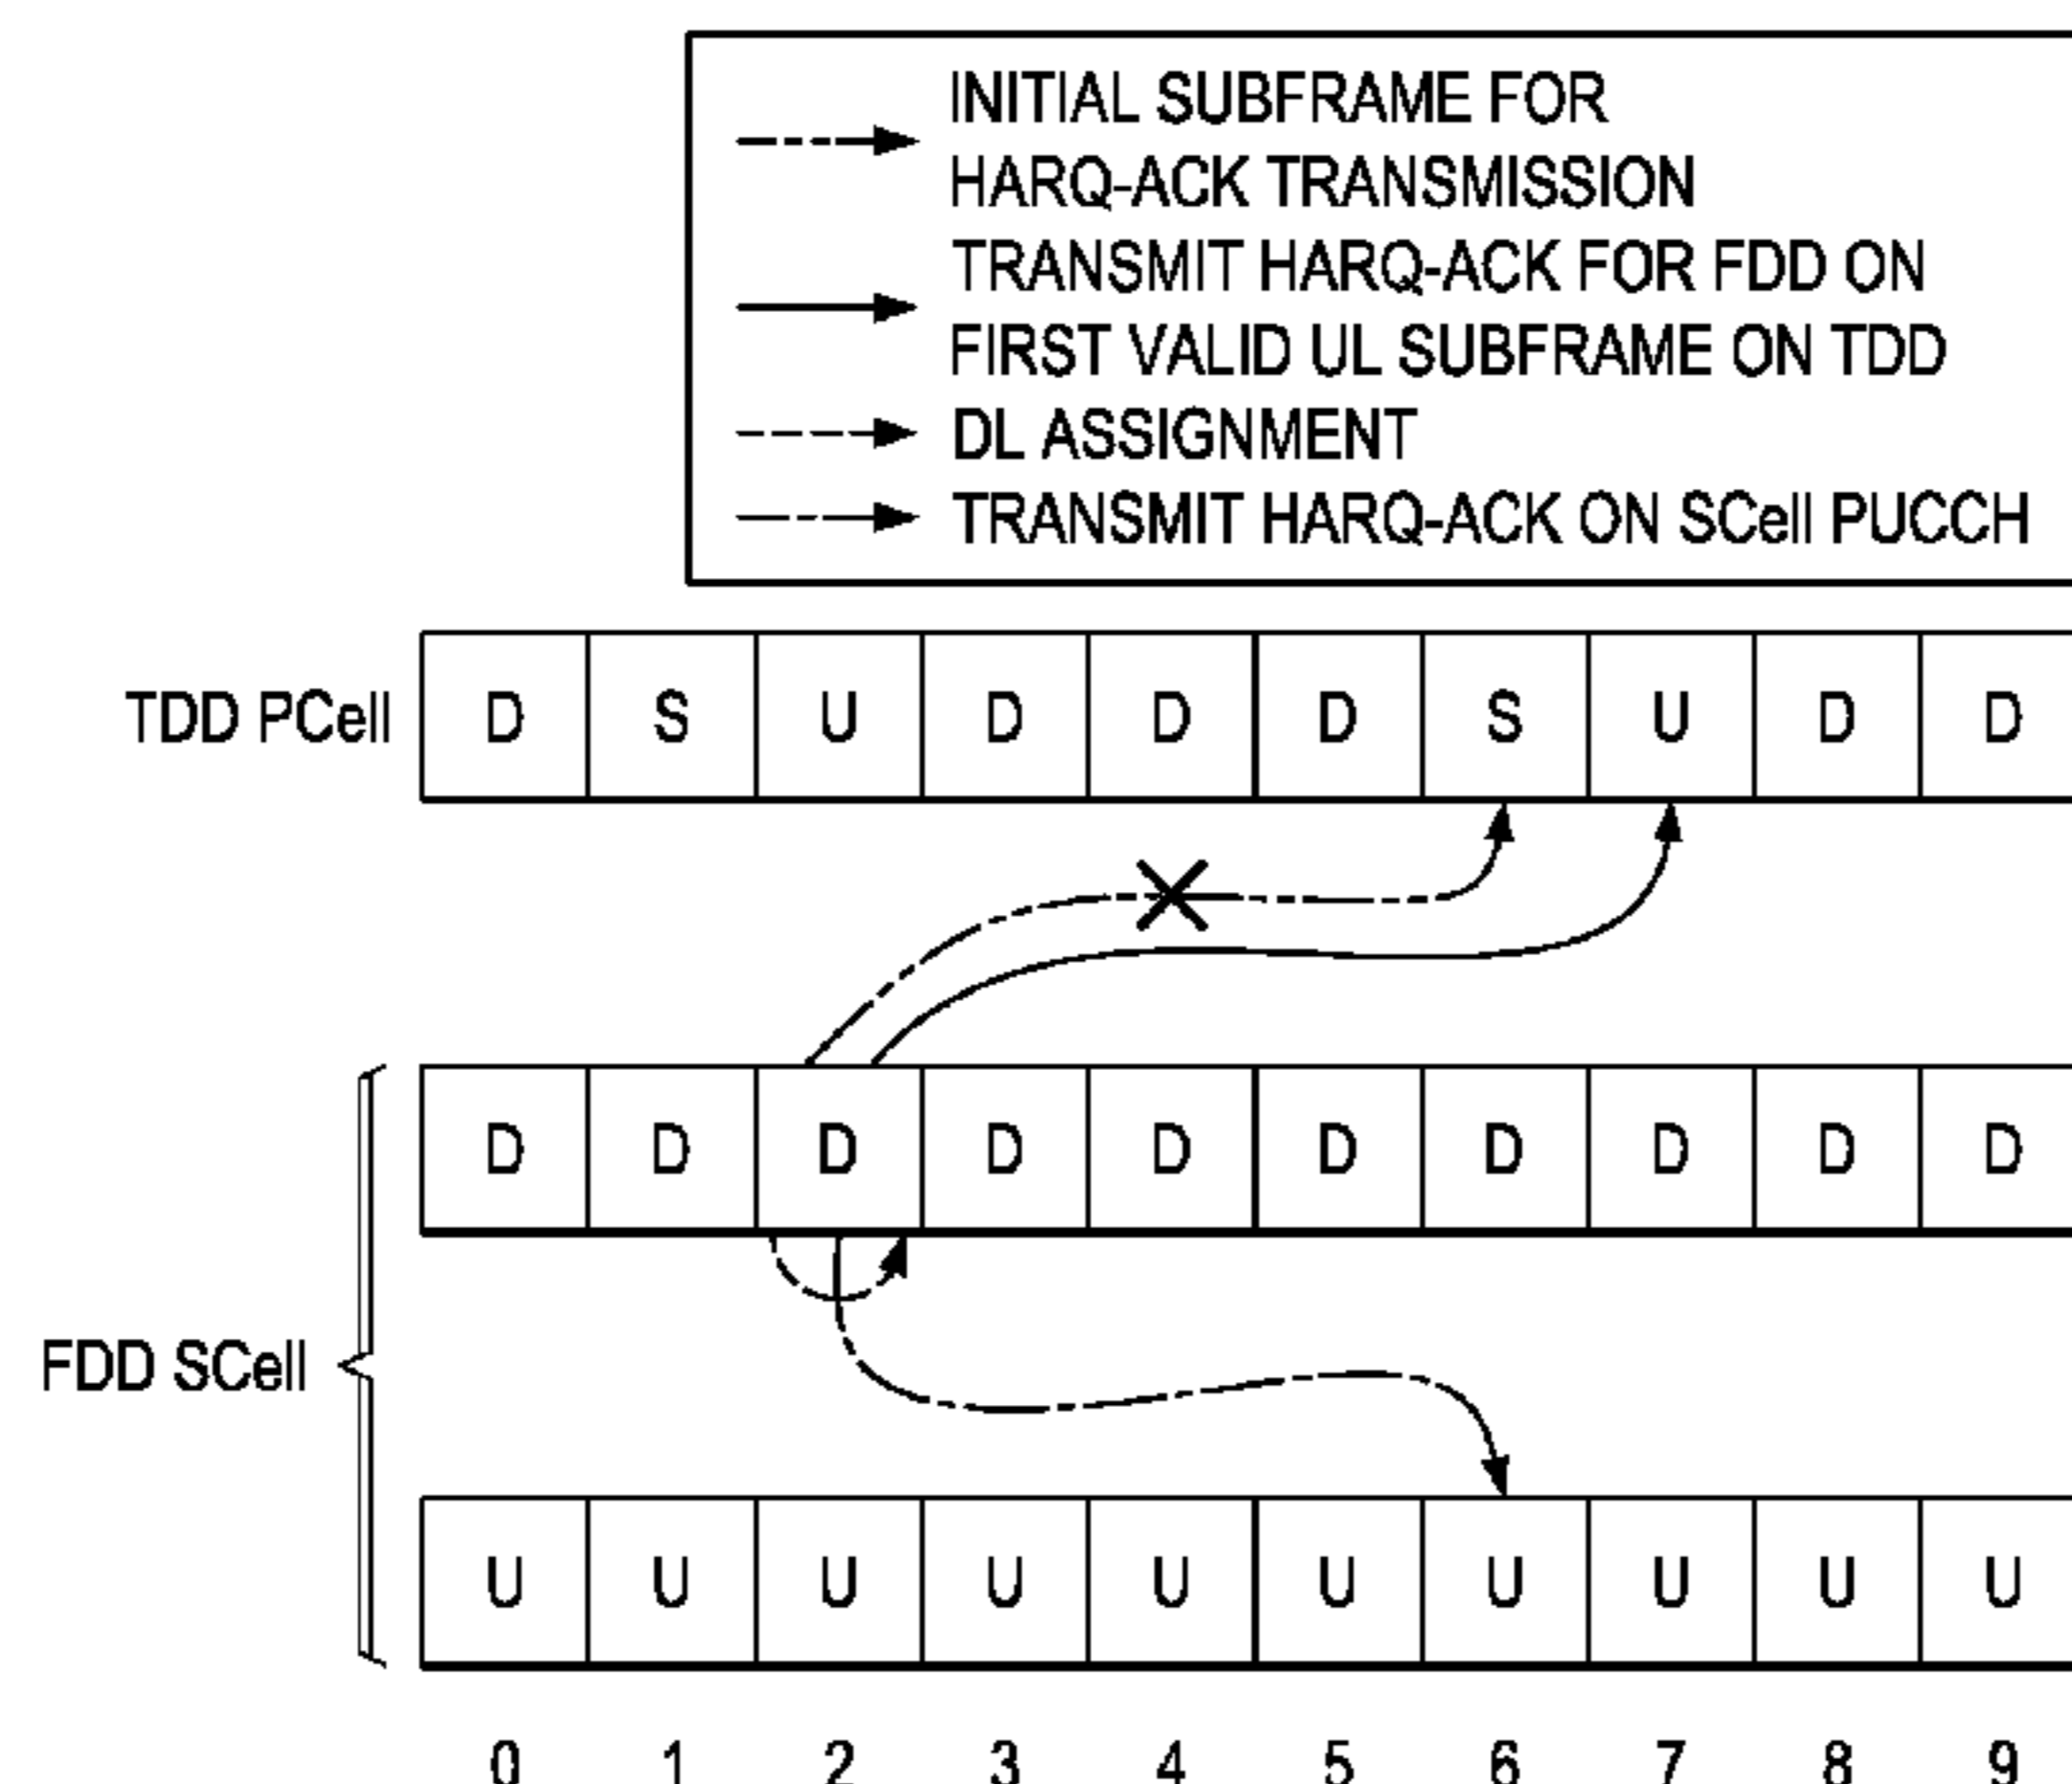 INITIAL SUBFRAME FOR
HARQ-ACK TRANSMISSION
TRANSMIT HARQ-ACK FOR FDD ON
FIRST VALID UL SUBFRAME ON TDD
DL ASSIGNMENT
TRANSMIT HARQ-ACK ON SCell PUCCH
TDD PCell D S U D D D S U D D
D D D D D D D D D D
FDD SCell
U U U U U U U U U U
0 1 2 3 4 5 6 7 8 9